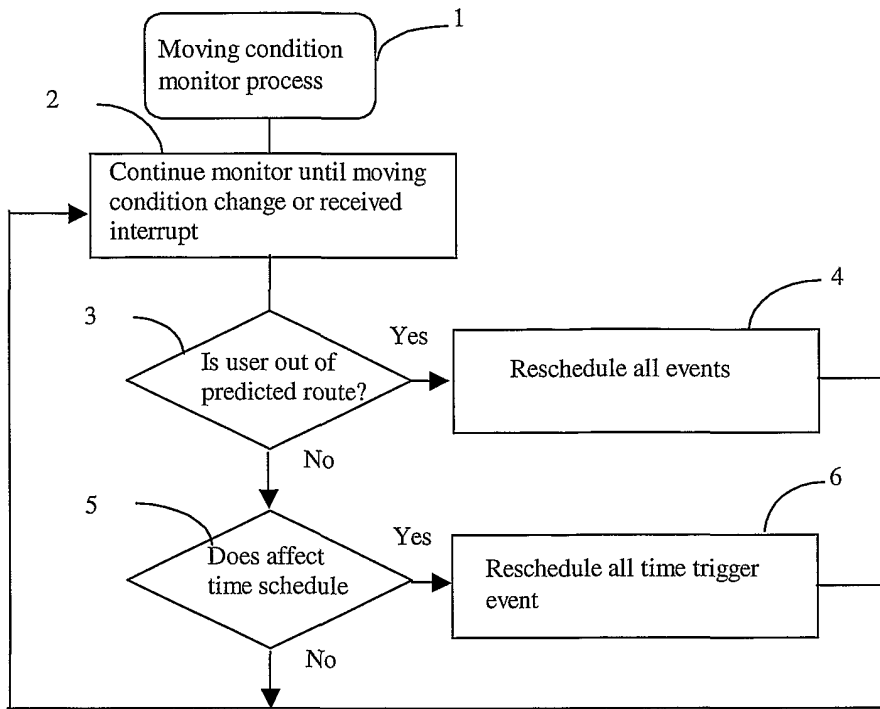 1
Moving condition
monitor process
2
Continue monitor until moving
condition change or received
interrupt
3
Is user out of
predicted route?
Yes
4
Reschedule all events
No
5
Does affect
time schedule
Yes
6
Reschedule all time trigger
event
No